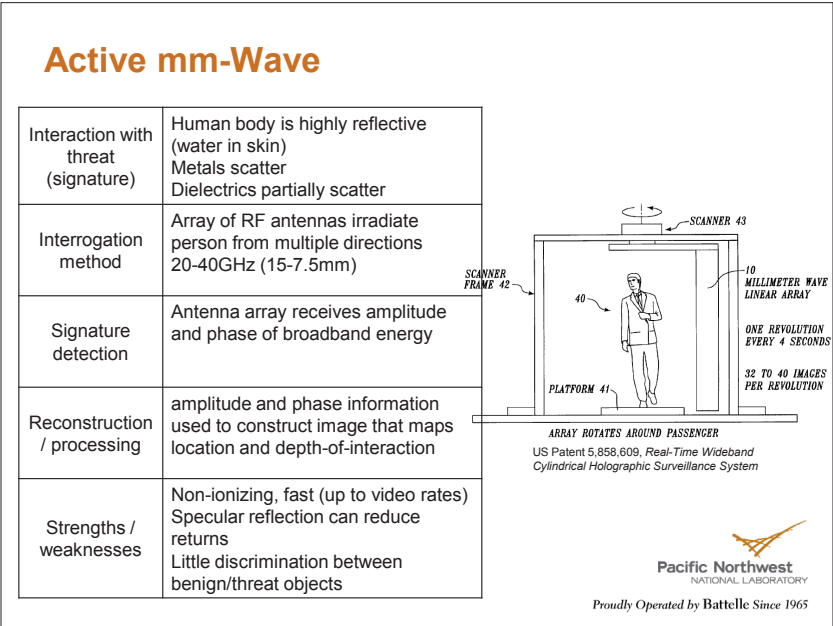 Active mm-Wave
Interaction with
threat
(signature)
Human body is highly reflective
(water in skin)
Metals scatter
Dielectrics partially scatter
Interrogation
method
Array of RF antennas irradiate
person from multiple directions
20-40GHz (15-7.5mm)
Signature
detection
Antenna array receives amplitude
and phase of broadband energy
Reconstruction
/ processing
amplitude and phase information
used to construct image that maps
location and depth-of-interaction
Strengths /
weaknesses
Non-ionizing, fast (up to video rates)
Specular reflection can reduce
returns
Little discrimination between
benign/threat objects
SCANNER 43
SCANNER
FRAME 42
10
MILLIMETER WAVE
LINEAR ARRAY
40
ONE REVOLUTION
EVERY 4 SECONDS
32 TO 40 IMAGES
PER REVOLUTION
PLATFORM 41
ARRAY ROTATES AROUND PASSENGER
US Patent 5,858,609, Real-Time Wideband
Cylindrical Holographic Surveillance System
Pacific Northwest
NATIONAL LABORATORY
Proudly Operated by Battelle Since 1965